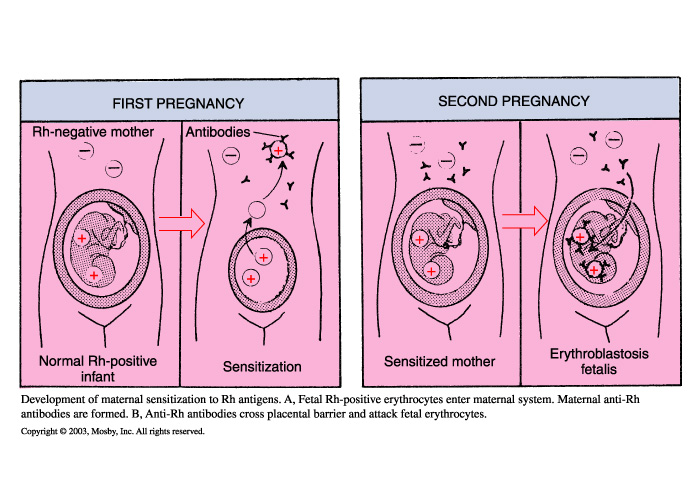 FIRST PREGNANCY
Rh-negative mother
Antibodies
Normal Rh-positive
infant
Sensitization
SECOND PREGNANCY
Sensitized mother
Erythroblastosis
fetalis
Development of maternal sensitization to Rh antigens. A, Fetal Rh-positive erythrocytes enter maternal system. Maternal anti-Rh
antibodies are formed. B, Anti-Rh antibodies cross placental barrier and attack fetal erythrocytes.
Copyright © 2003, Mosby, Inc. All rights reserved.